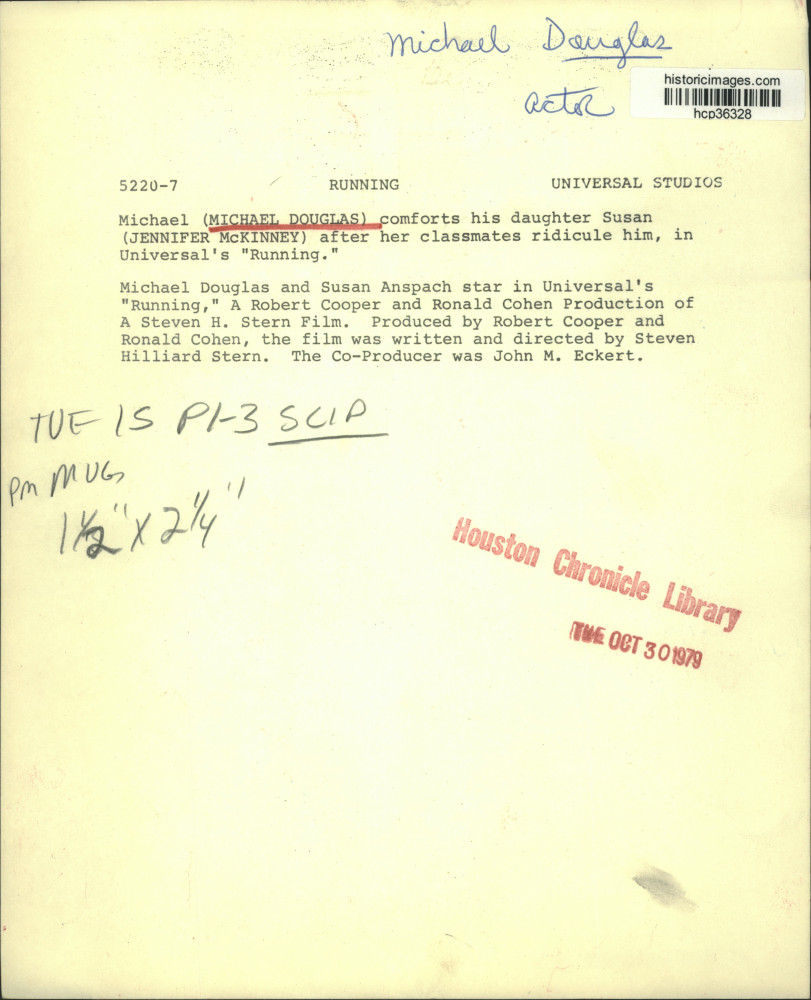 Michael Douglas
actor
historicimages.com
hcp36328
5220-7 RUNNING UNIVERSAL STUDIOS
Michael (MICHAEL DOUGLAS) comforts his daughter Susan
(JENNIFER McKINNEY) after her classmates ridicule him, in
Universal's "Running."
Michael Douglas and Susan Anspach star in Universal's
"Running," A Robert Cooper and Ronald Cohen Production of
A Steven H. Stern Film. Produced by Robert Cooper and
Ronald Cohen, the film was written and directed by Steven
Hilliard Stern. The Co-Producer was John M. Eckert.
TUE 15 P1-3 SCIP
PM MUG
1½" X 2¼"
Houston Chronicle Library
TUE OCT 30 1979